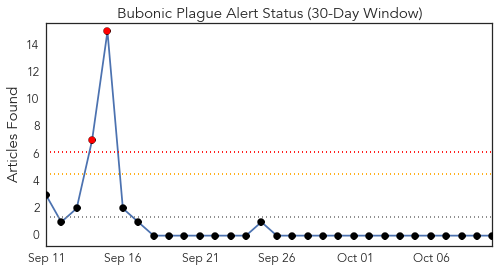 Bubonic Plague Alert Status (30-Day Window)
Articles Found
14
12
10
8
6
4
2
0
Sep 11 Sep 16 Sep 21 Sep 26 Oct 01 Oct 06